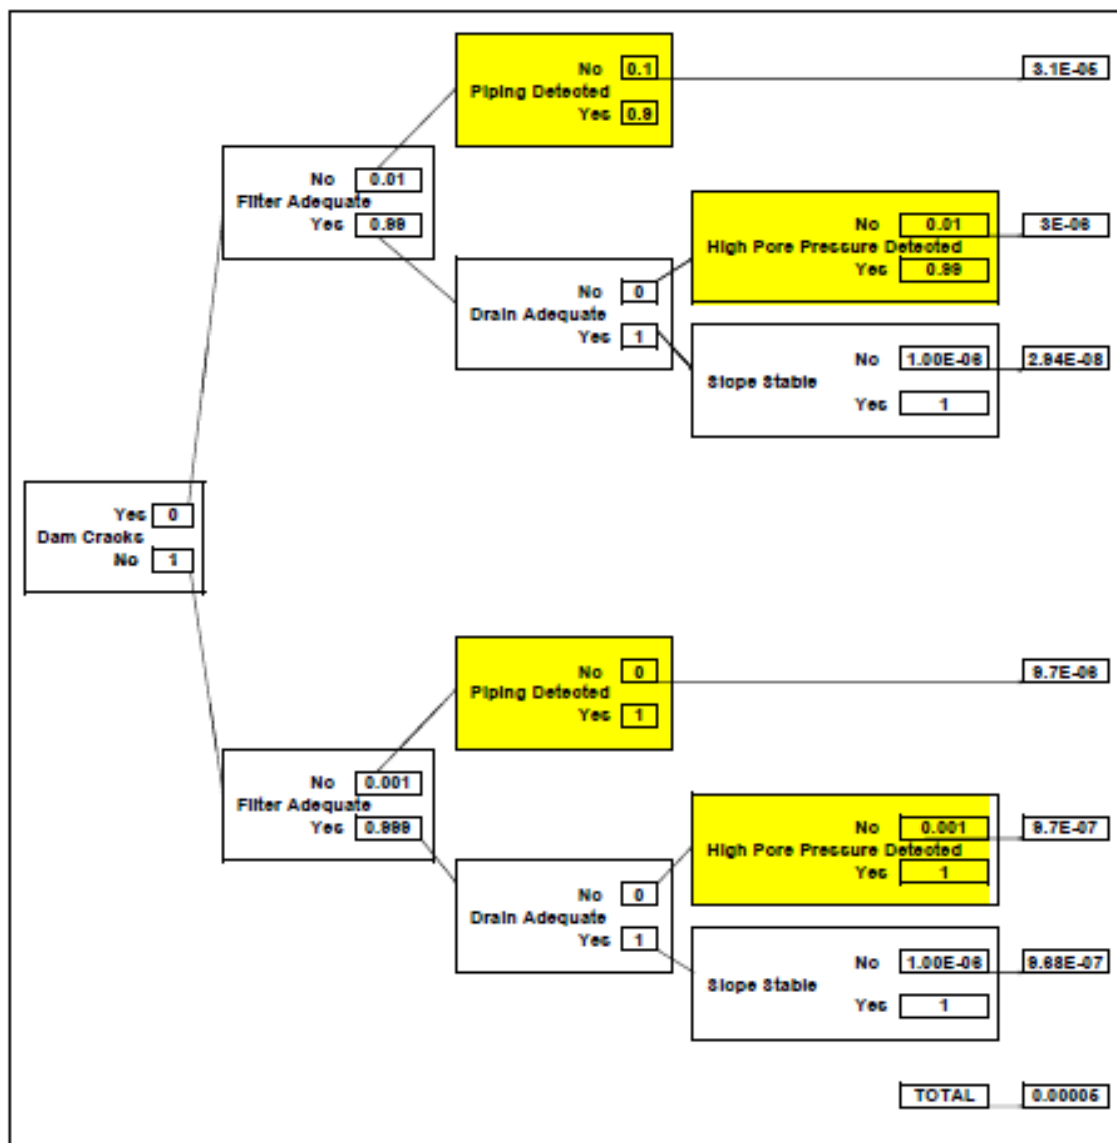 No 0.1 3.1E-05
Piping Detected
Yes 0.9
No 0.01
Filter Adequate
Yes 0.99
No 0.01 3E-06
High Pore Pressure Detected
Yes 0.99
No 0
Drain Adequate
Yes 1
No 1.00E-06 2.94E-08
Slope Stable
Yes 1
Yes 0
Dam Cracks
No 1
No 0 9.7E-06
Piping Detected
Yes 1
No 0.001
Filter Adequate
Yes 0.999
No 0.001 9.7E-07
High Pore Pressure Detected
Yes 1
No 0
Drain Adequate
Yes 1
No 1.00E-06 9.68E-07
Slope Stable
Yes 1
TOTAL 0.00005